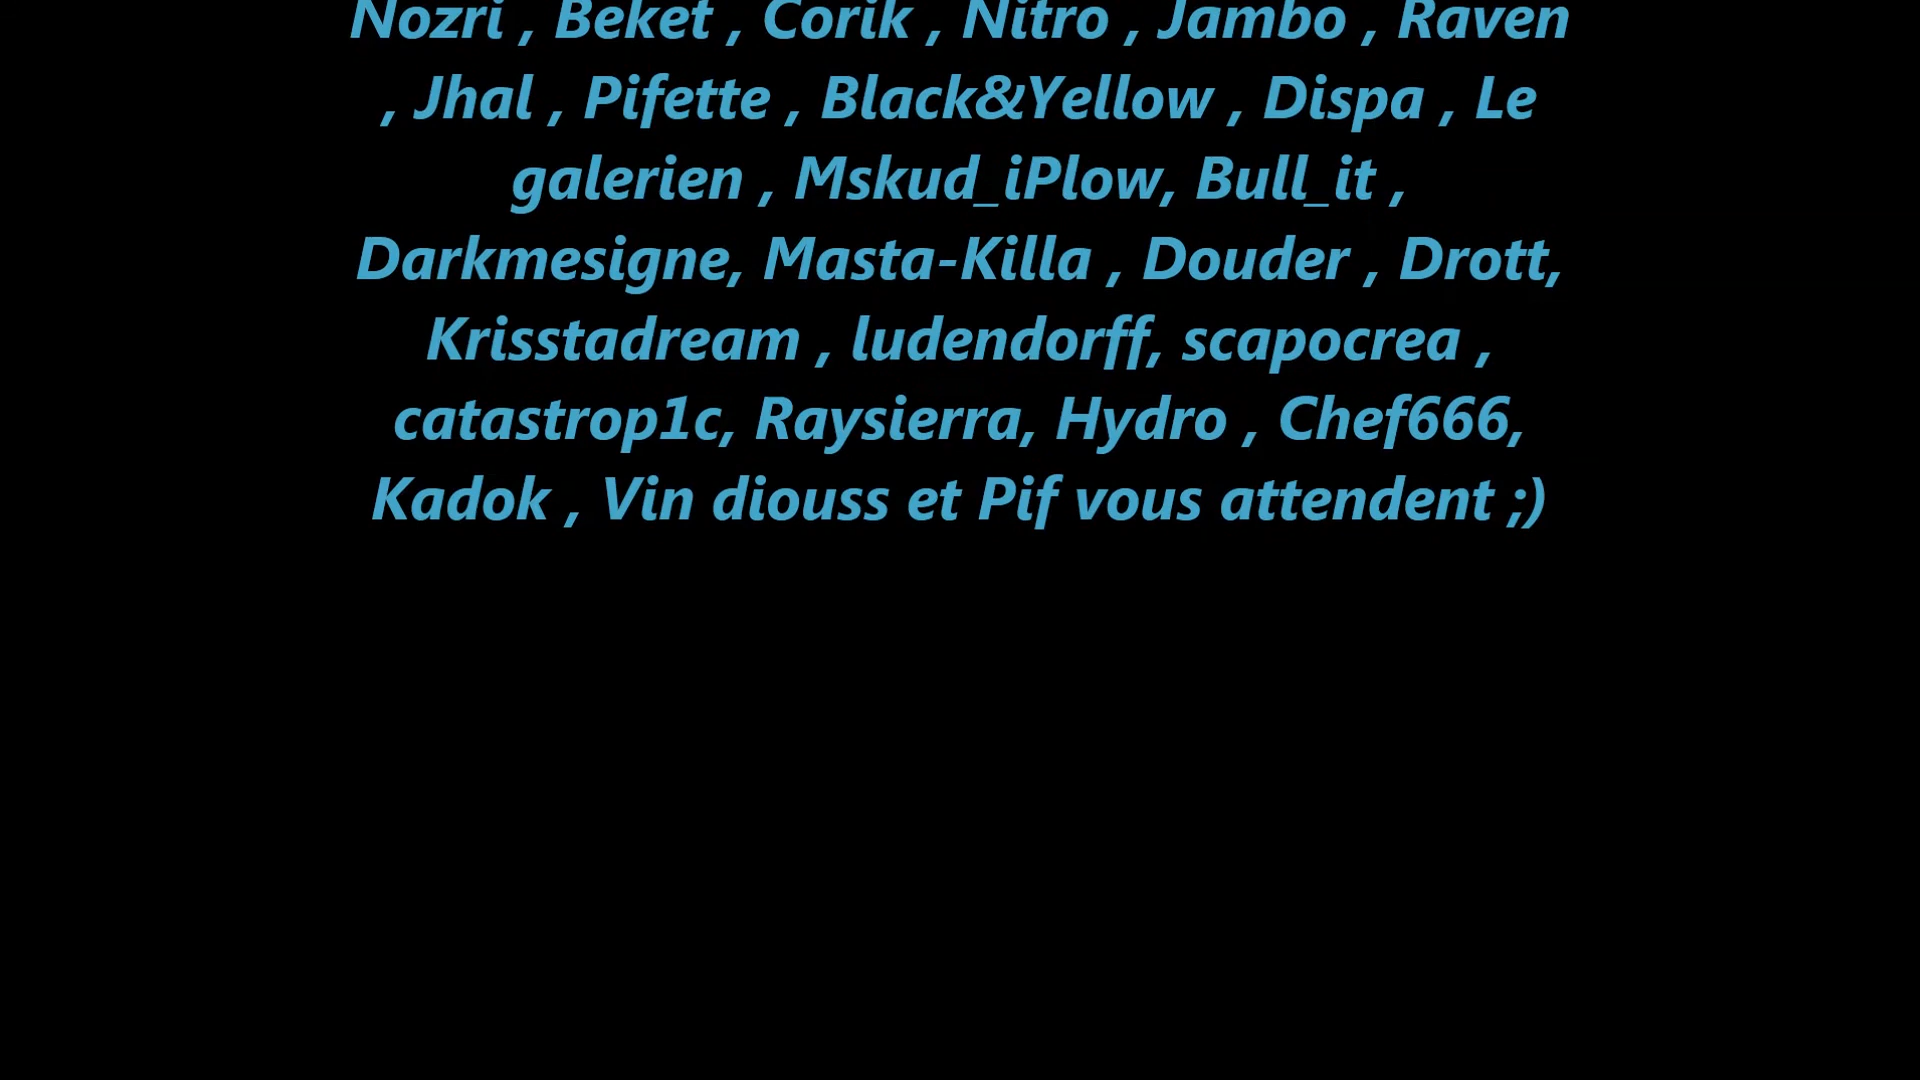 Nozri , Beket , Corik , Nitro , Jambo , Raven
, Jhal , Pifette , Black&Yellow , Dispa , Le
galerien , Mskud_iPlow, Bull_it ,
Darkmesigne, Masta-Killa , Douder , Drott,
Krisstadream , ludendorff, scapocrea ,
catastrop1c, Raysierra, Hydro , Chef666,
Kadok , Vin diouss et Pif vous attendent ;)